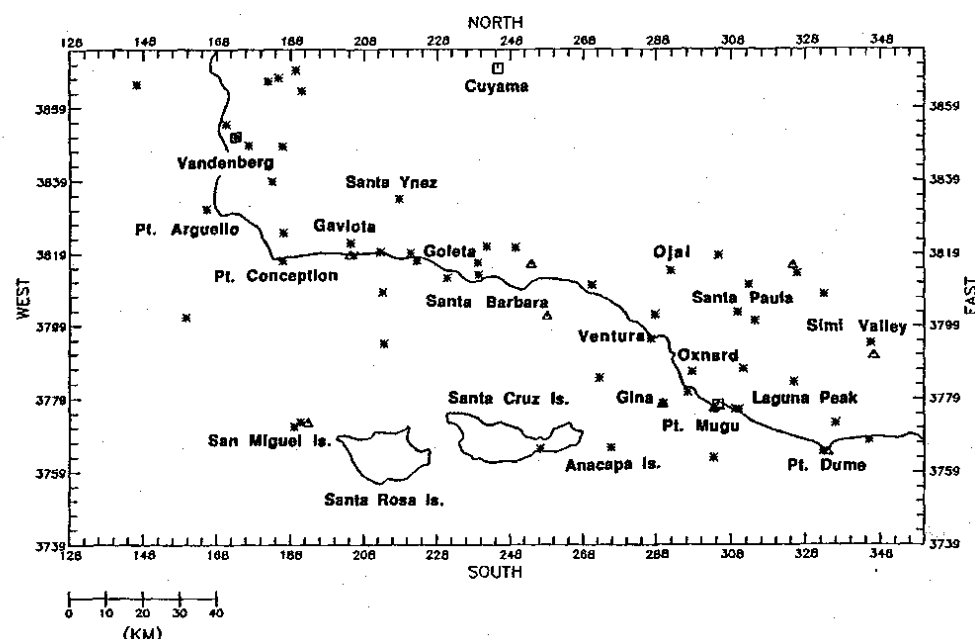 NORTH
128 148 168 188 208 228 248 268 288 308 328 348
Cuyama
3859 3859
Vandenberg
3839 Santa Ynez 3839
Pt. Arguello Gaviota Goleta Ojai
3819 3819
Pt. Conception
WEST Santa Barbara Santa Paula EAST
3799 Simi Valley 3799
Ventura
Oxnard
3779 Santa Cruz Is. Gina Laguna Peak 3779
San Miguel Is. Pt. Mugu
Anacapa Is. Pt. Dume
3759 3759
Santa Rosa Is.
3739 3739
128 148 168 188 208 228 248 268 288 308 328 348
SOUTH
0 10 20 30 40
(KM)